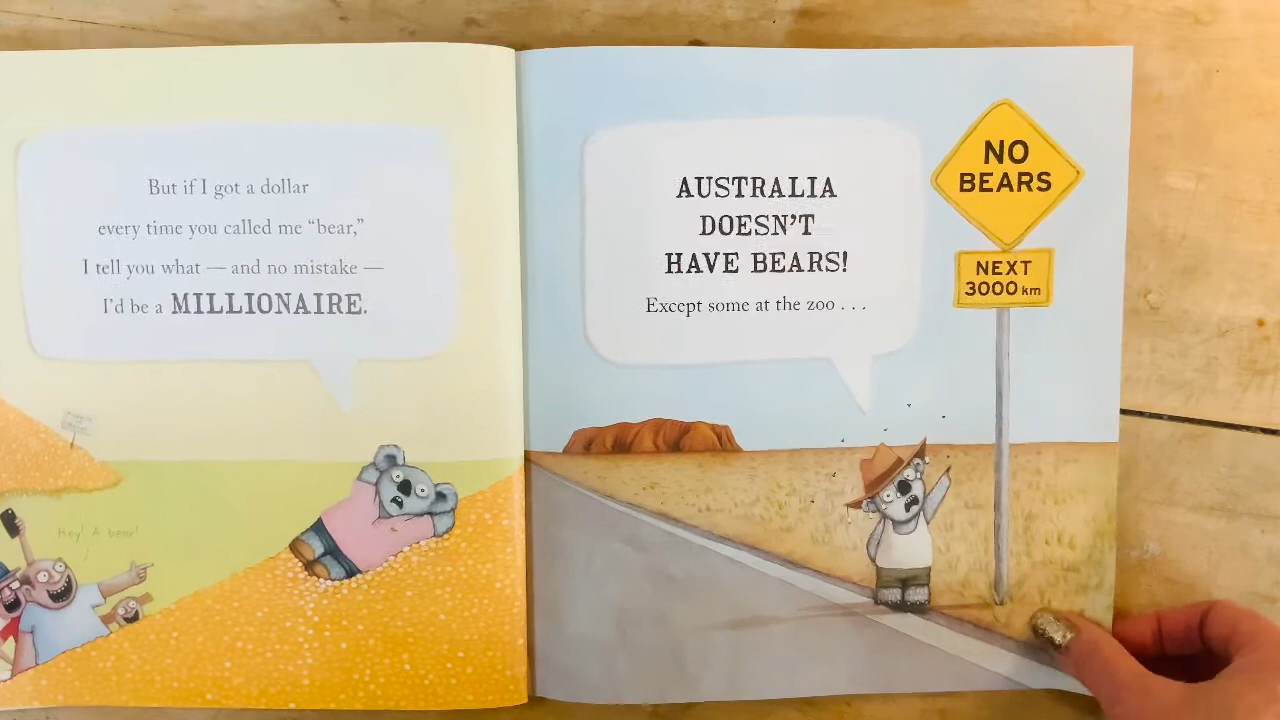 But if I got a dollar
every time you called me “bear,”
I tell you what — and no mistake —
I’d be a MILLIONAIRE.
Hey! A bear!
AUSTRALIA
DOESN’T
HAVE BEARS!
Except some at the zoo . . .
NO
BEARS
NEXT
3000 km